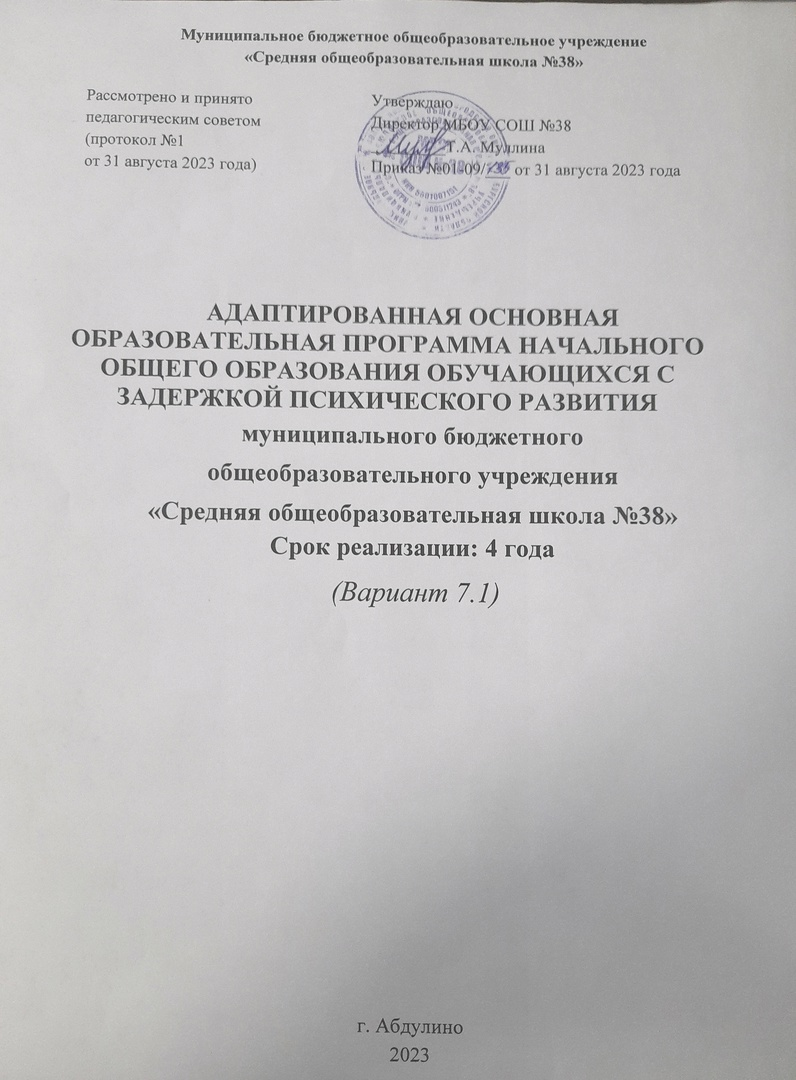 Муниципальное бюджетное общеобразовательное учреждение
«Средняя общеобразовательная школа №38»
Рассмотрено и принято
педагогическим советом
(протокол №1
от 31 августа 2023 года)
Утверждаю
Директор МБОУ СОШ №38
Т.А. Муллина
Приказ №01-09/ от 31 августа 2023 года
АДАПТИРОВАННАЯ ОСНОВНАЯ
ОБРАЗОВАТЕЛЬНАЯ ПРОГРАММА НАЧАЛЬНОГО
ОБЩЕГО ОБРАЗОВАНИЯ ОБУЧАЮЩИХСЯ С
ЗАДЕРЖКОЙ ПСИХИЧЕСКОГО РАЗВИТИЯ
муниципального бюджетного
общеобразовательного учреждения
«Средняя общеобразовательная школа №38»
Срок реализации: 4 года
(Вариант 7.1)
г. Абдулино
2023